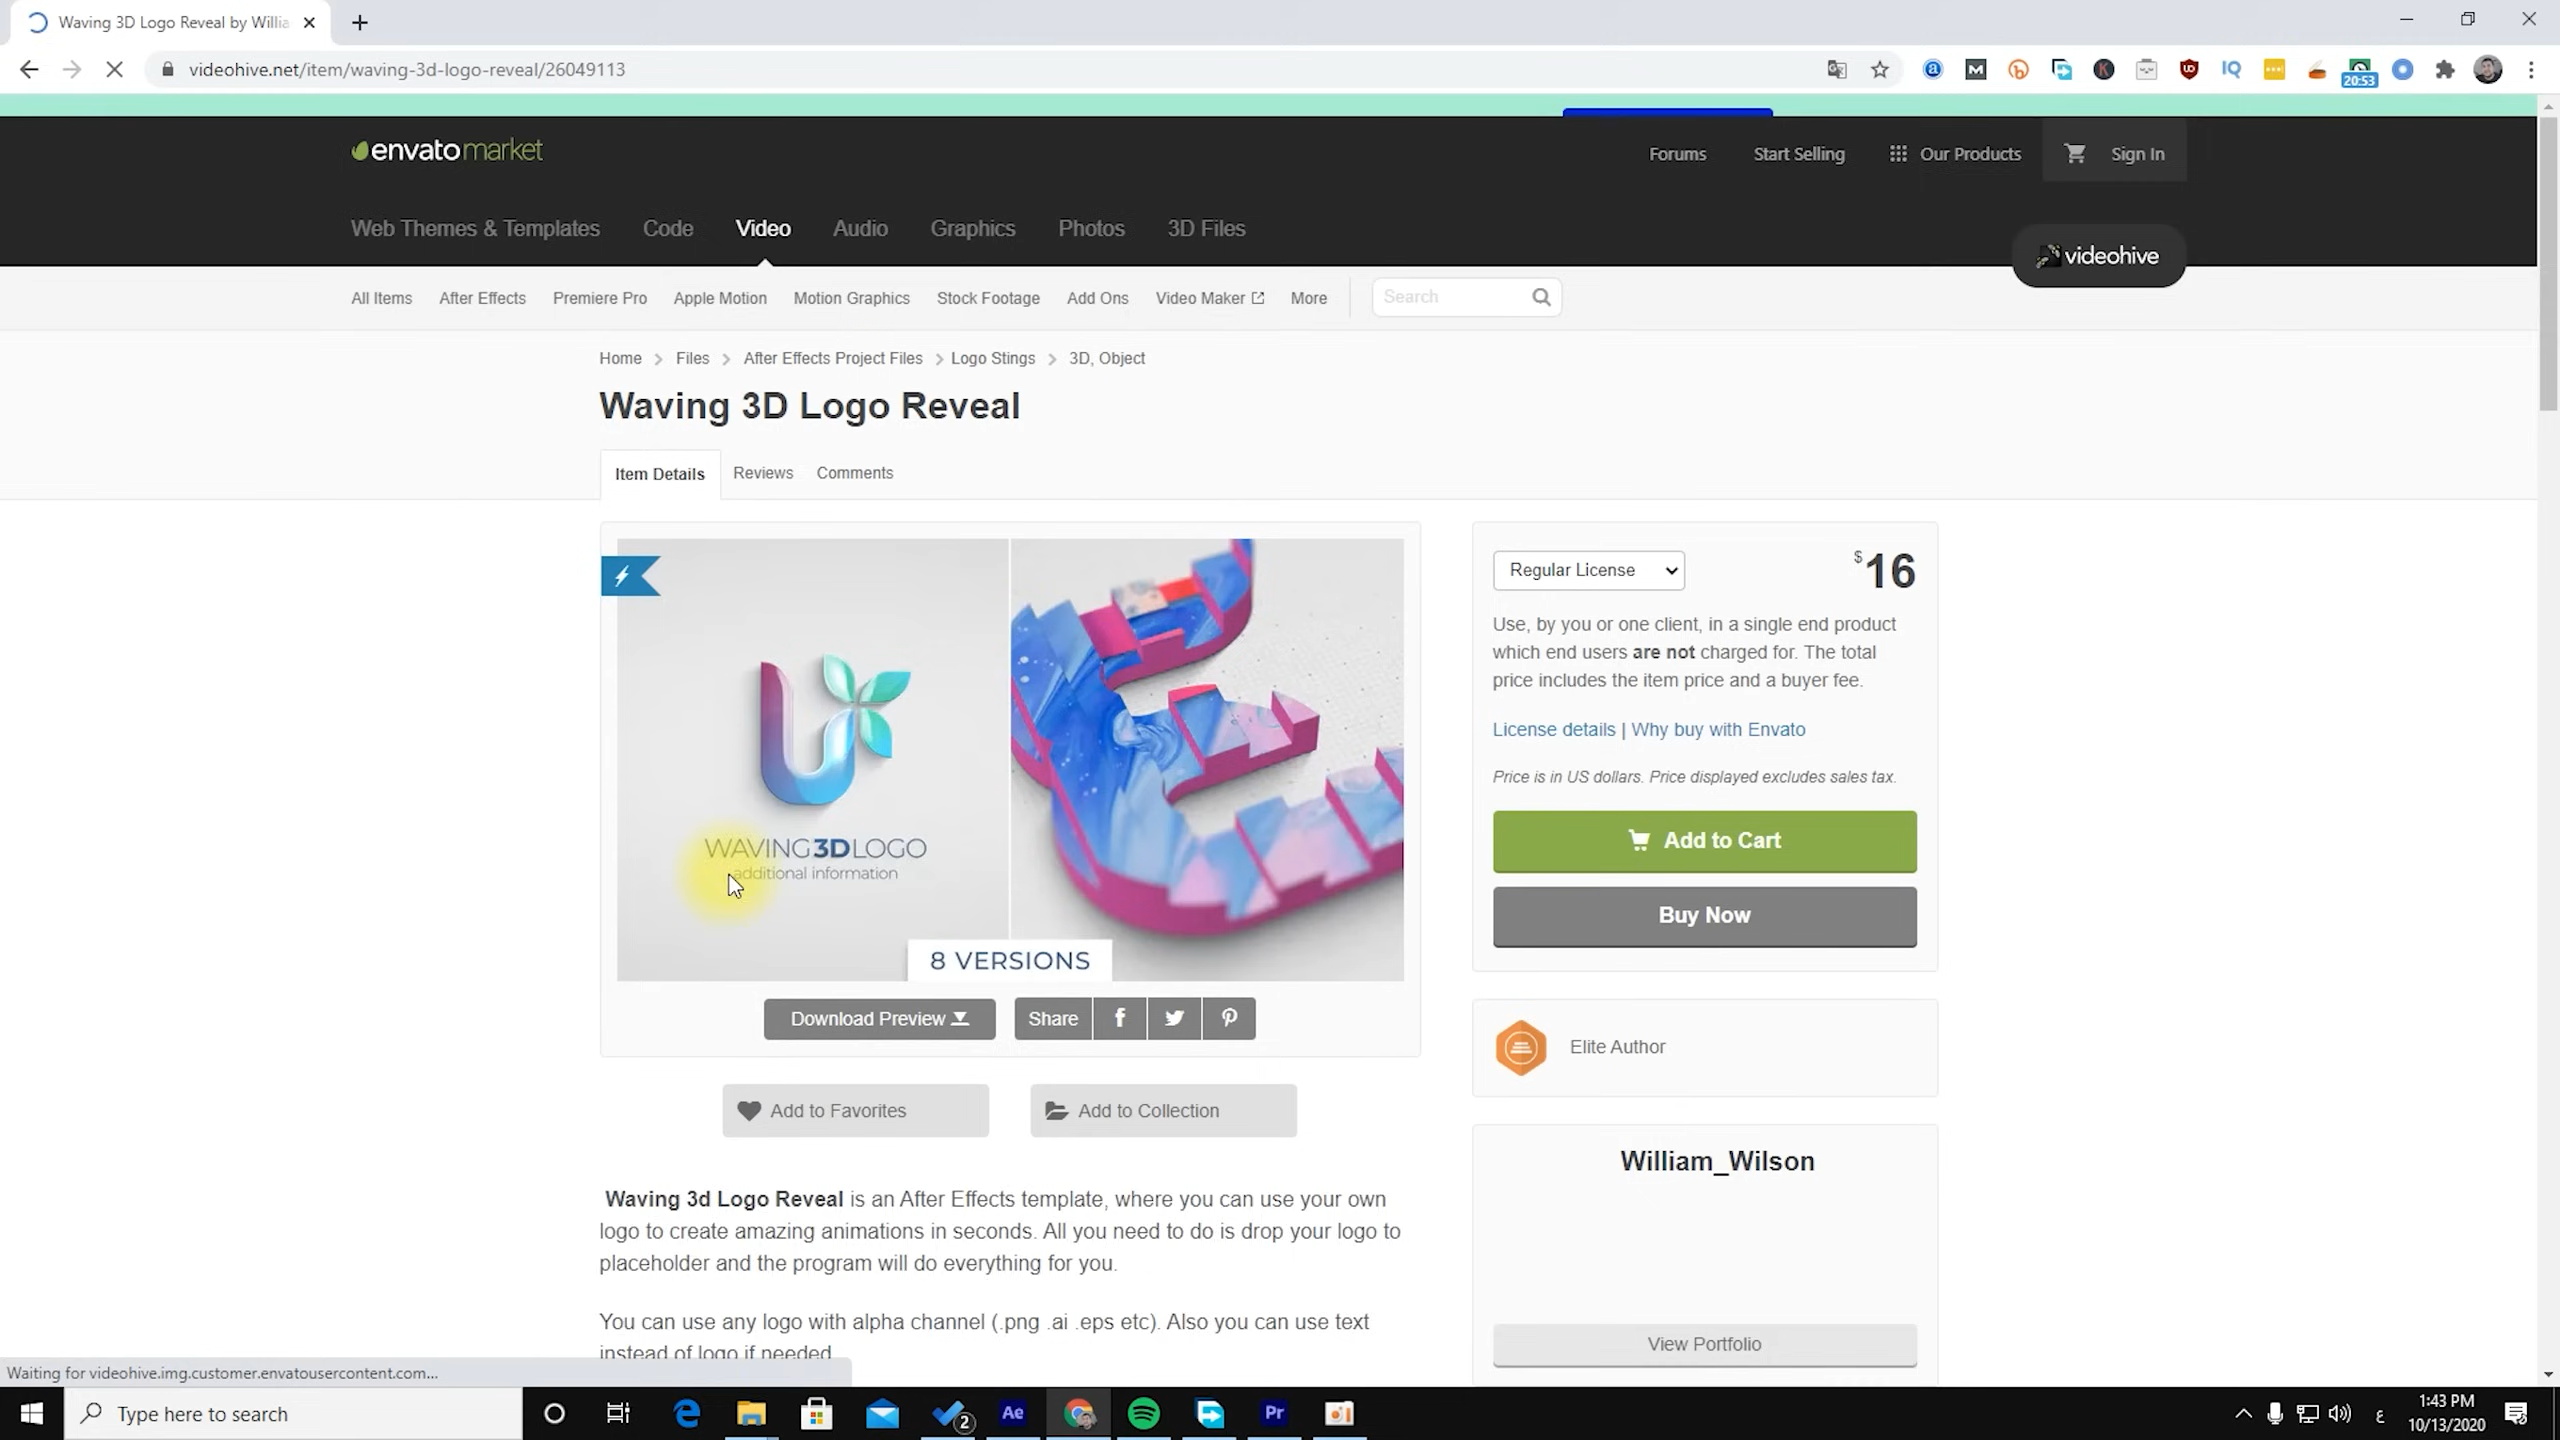 Waving 3D Logo Reveal by Willia
videohive.net/item/waving-3d-logo-reveal/26049113
20:53
envatomarket
Forums
Start Selling
Our Products
Sign In
Web Themes & Templates
Code
Video
Audio
Graphics
Photos
3D Files
videohive
All Items
After Effects
Premiere Pro
Apple Motion
Motion Graphics
Stock Footage
Add Ons
Video Maker
More
Search
Home > Files > After Effects Project Files > Logo Stings > 3D, Object
Waving 3D Logo Reveal
Item Details
Reviews
Comments
WAVING3DLOGO
additional information
8 VERSIONS
Download Preview
Share
Add to Favorites
Add to Collection
Waving 3d Logo Reveal is an After Effects template, where you can use your own
logo to create amazing animations in seconds. All you need to do is drop your logo to
placeholder and the program will do everything for you.
You can use any logo with alpha channel (.png .ai .eps etc). Also you can use text
instead of logo if needed
Regular License
$16
Use, by you or one client, in a single end product
which end users are not charged for. The total
price includes the item price and a buyer fee.
License details | Why buy with Envato
Price is in US dollars. Price displayed excludes sales tax.
Add to Cart
Buy Now
Elite Author
William_Wilson
View Portfolio
Waiting for videohive.img.customer.envatousercontent.com...
Type here to search
2
Ae
Pr
ع
1:43 PM
10/13/2020